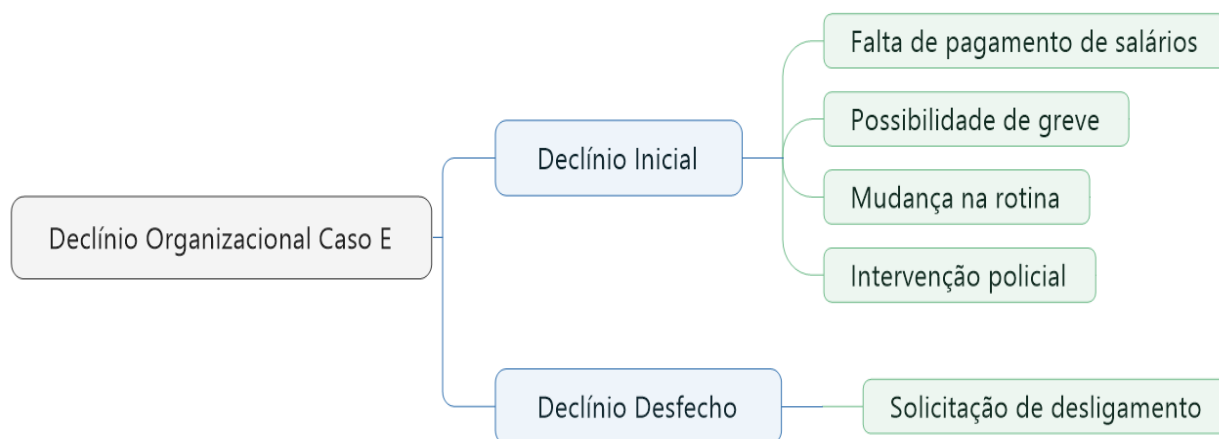 Declínio Organizacional Caso E
Declínio Inicial
Falta de pagamento de salários
Possibilidade de greve
Mudança na rotina
Intervenção policial
Declínio Desfecho
Solicitação de desligamento